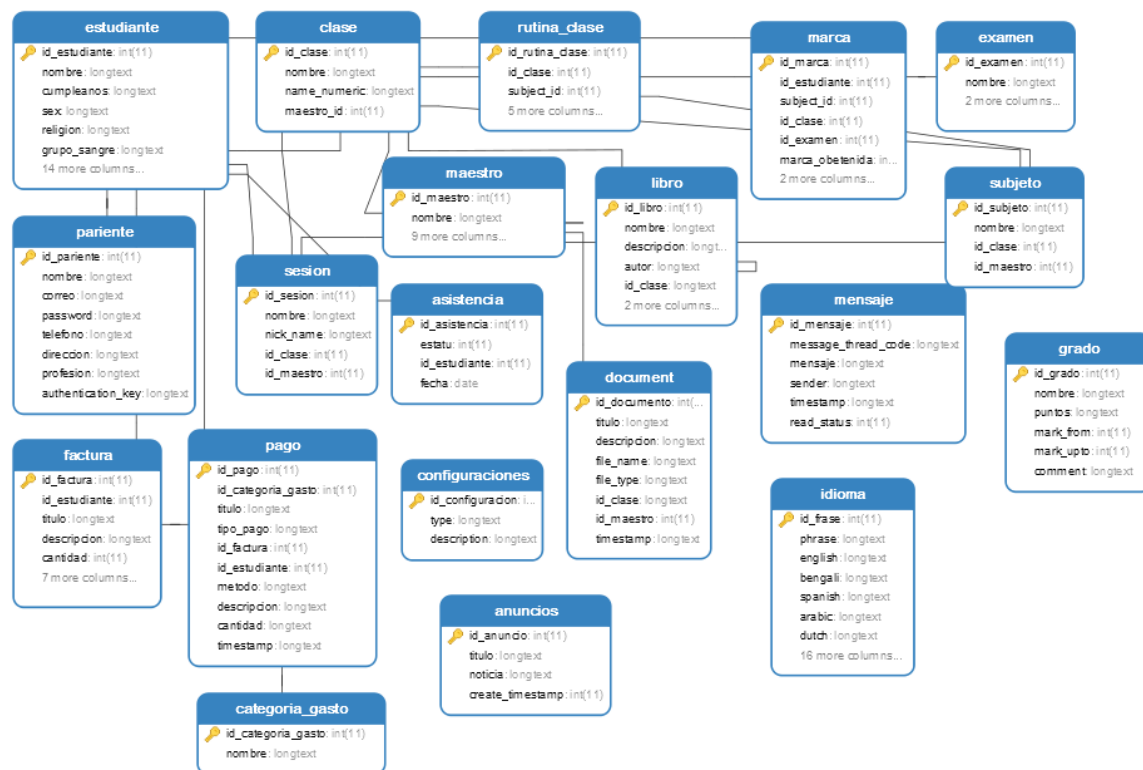 estudiante
id_estudiante: int(11)
nombre: longtext
cumpleanos: longtext
sex: longtext
religion: longtext
grupo_sangre: longtext
14 more columns...
clase
id_clase: int(11)
nombre: longtext
name_numeric: longtext
maestro_id: int(11)
rutina_clase
id_rutina_clase: int(11)
id_clase: int(11)
subject_id: int(11)
5 more columns...
marca
id_marca: int(11)
id_estudiante: int(11)
subject_id: int(11)
id_clase: int(11)
id_examen: int(11)
marca_obetenida: in...
2 more columns...
examen
id_examen: int(11)
nombre: longtext
2 more columns...
maestro
id_maestro: int(11)
nombre: longtext
9 more columns...
libro
id_libro: int(11)
nombre: longtext
descripcion: longt...
autor: longtext
id_clase: longtext
2 more columns...
subjeto
id_subjeto: int(11)
nombre: longtext
id_clase: int(11)
id_maestro: int(11)
pariente
id_pariente: int(11)
nombre: longtext
correo: longtext
password: longtext
telefono: longtext
direccion: longtext
profesion: longtext
authentication_key: longtext
sesion
id_sesion: int(11)
nombre: longtext
nick_name: longtext
id_clase: int(11)
id_maestro: int(11)
asistencia
id_asistencia: int(11)
estatu: int(11)
id_estudiante: int(11)
fecha: date
mensaje
id_mensaje: int(11)
message_thread_code: longtext
mensaje: longtext
sender: longtext
timestamp: longtext
read_status: int(11)
grado
id_grado: int(11)
nombre: longtext
puntos: longtext
mark_from: int(11)
mark_upto: int(11)
comment: longtext
document
id_documento: int(...
titulo: longtext
descripcion: longtext
file_name: longtext
file_type: longtext
id_clase: longtext
id_maestro: int(11)
timestamp: longtext
factura
id_factura: int(11)
id_estudiante: int(11)
titulo: longtext
descripcion: longtext
cantidad: int(11)
7 more columns...
pago
id_pago: int(11)
id_categoria_gasto: int(11)
titulo: longtext
tipo_pago: longtext
id_factura: int(11)
id_estudiante: int(11)
metodo: longtext
descripcion: longtext
cantidad: longtext
timestamp: longtext
configuraciones
id_configuracion: i...
type: longtext
description: longtext
idioma
id_frase: int(11)
phrase: longtext
english: longtext
bengali: longtext
spanish: longtext
arabic: longtext
dutch: longtext
16 more columns...
anuncios
id_anuncio: int(11)
titulo: longtext
noticia: longtext
create_timestamp: int(11)
categoria_gasto
id_categoria_gasto: int(11)
nombre: longtext